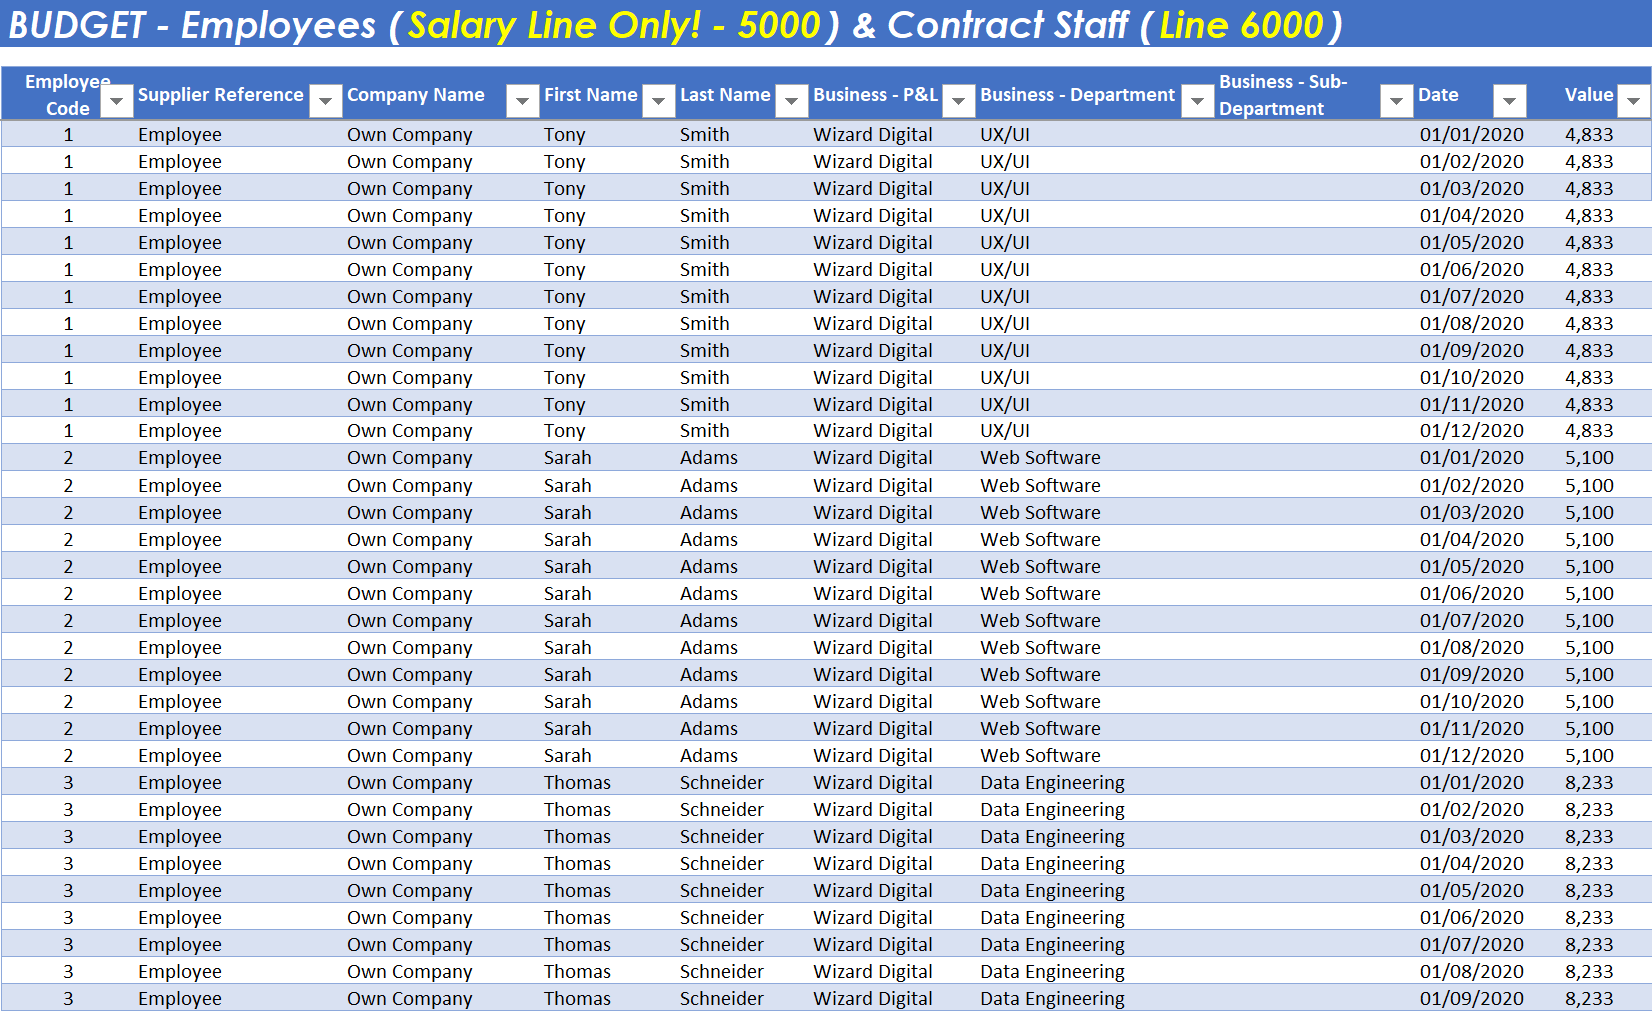 BUDGET - Employees (Salary Line Only! - 5000) & Contract Staff (Line 6000)
Employee Code Supplier Reference Company Name First Name Last Name Business - P&L Business - Department Business - Sub-Department Date Value
1 Employee Own Company Tony Smith Wizard Digital UX/UI 01/01/2020 4,833
1 Employee Own Company Tony Smith Wizard Digital UX/UI 01/02/2020 4,833
1 Employee Own Company Tony Smith Wizard Digital UX/UI 01/03/2020 4,833
1 Employee Own Company Tony Smith Wizard Digital UX/UI 01/04/2020 4,833
1 Employee Own Company Tony Smith Wizard Digital UX/UI 01/05/2020 4,833
1 Employee Own Company Tony Smith Wizard Digital UX/UI 01/06/2020 4,833
1 Employee Own Company Tony Smith Wizard Digital UX/UI 01/07/2020 4,833
1 Employee Own Company Tony Smith Wizard Digital UX/UI 01/08/2020 4,833
1 Employee Own Company Tony Smith Wizard Digital UX/UI 01/09/2020 4,833
1 Employee Own Company Tony Smith Wizard Digital UX/UI 01/10/2020 4,833
1 Employee Own Company Tony Smith Wizard Digital UX/UI 01/11/2020 4,833
1 Employee Own Company Tony Smith Wizard Digital UX/UI 01/12/2020 4,833
2 Employee Own Company Sarah Adams Wizard Digital Web Software 01/01/2020 5,100
2 Employee Own Company Sarah Adams Wizard Digital Web Software 01/02/2020 5,100
2 Employee Own Company Sarah Adams Wizard Digital Web Software 01/03/2020 5,100
2 Employee Own Company Sarah Adams Wizard Digital Web Software 01/04/2020 5,100
2 Employee Own Company Sarah Adams Wizard Digital Web Software 01/05/2020 5,100
2 Employee Own Company Sarah Adams Wizard Digital Web Software 01/06/2020 5,100
2 Employee Own Company Sarah Adams Wizard Digital Web Software 01/07/2020 5,100
2 Employee Own Company Sarah Adams Wizard Digital Web Software 01/08/2020 5,100
2 Employee Own Company Sarah Adams Wizard Digital Web Software 01/09/2020 5,100
2 Employee Own Company Sarah Adams Wizard Digital Web Software 01/10/2020 5,100
2 Employee Own Company Sarah Adams Wizard Digital Web Software 01/11/2020 5,100
2 Employee Own Company Sarah Adams Wizard Digital Web Software 01/12/2020 5,100
3 Employee Own Company Thomas Schneider Wizard Digital Data Engineering 01/01/2020 8,233
3 Employee Own Company Thomas Schneider Wizard Digital Data Engineering 01/02/2020 8,233
3 Employee Own Company Thomas Schneider Wizard Digital Data Engineering 01/03/2020 8,233
3 Employee Own Company Thomas Schneider Wizard Digital Data Engineering 01/04/2020 8,233
3 Employee Own Company Thomas Schneider Wizard Digital Data Engineering 01/05/2020 8,233
3 Employee Own Company Thomas Schneider Wizard Digital Data Engineering 01/06/2020 8,233
3 Employee Own Company Thomas Schneider Wizard Digital Data Engineering 01/07/2020 8,233
3 Employee Own Company Thomas Schneider Wizard Digital Data Engineering 01/08/2020 8,233
3 Employee Own Company Thomas Schneider Wizard Digital Data Engineering 01/09/2020 8,233